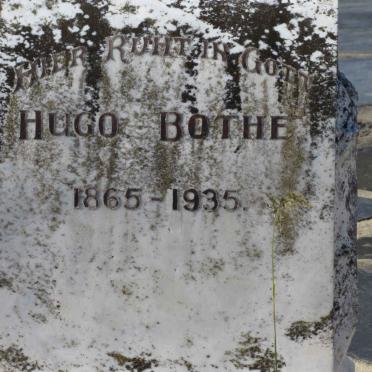 HIER RUHT IN GOTT
HUGO BOTHE
1865-1935.